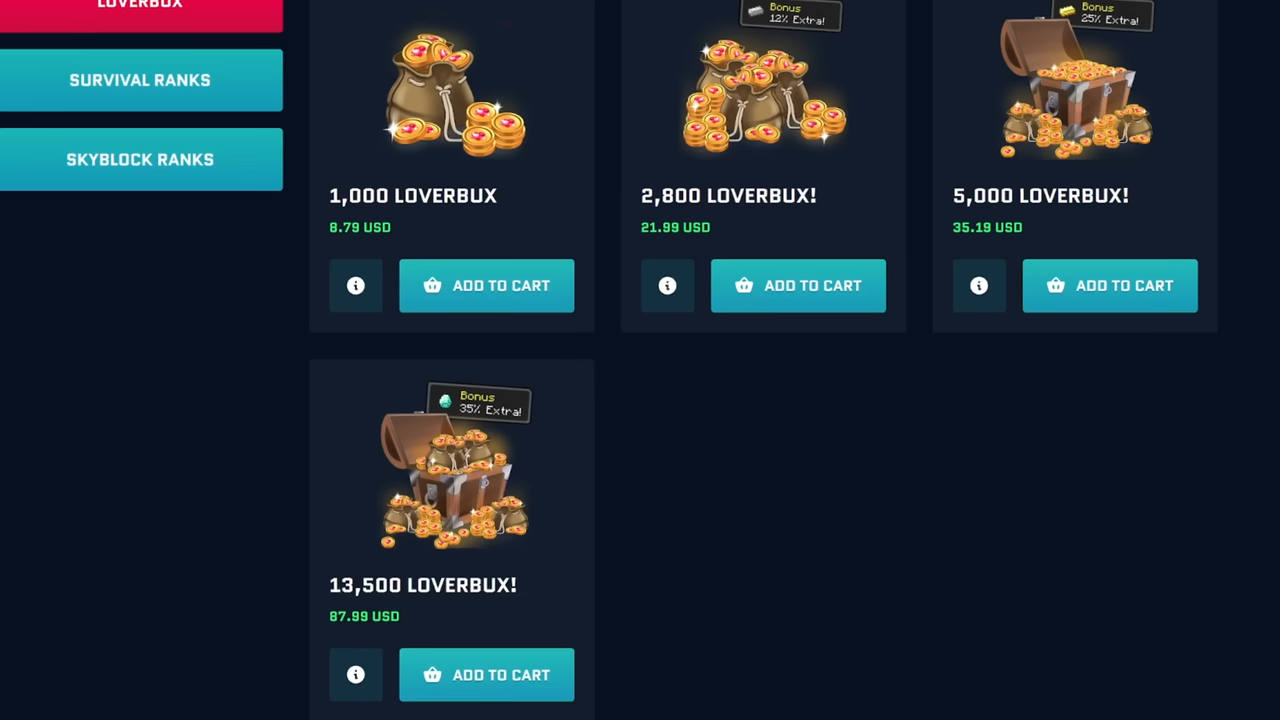 LOVERBUX
SURVIVAL RANKS
SKYBLOCK RANKS
1,000 LOVERBUX
8.79 USD
ADD TO CART
Bonus
12% Extra!
2,800 LOVERBUX!
21.99 USD
ADD TO CART
Bonus
25% Extra!
5,000 LOVERBUX!
35.19 USD
ADD TO CART
Bonus
35% Extra!
13,500 LOVERBUX!
87.99 USD
ADD TO CART